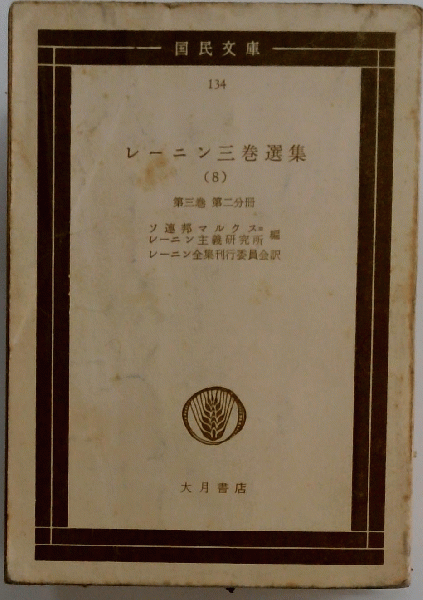 国民文庫
134
レーニン三巻選集
(8)
第三巻 第二分冊
ソ連邦マルクス=
レーニン主義研究所 編
レーニン全集刊行委員会訳
大月書店